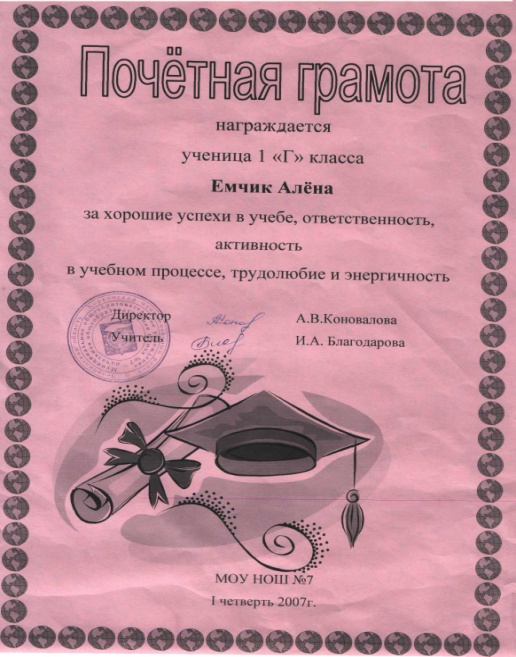 Почётная грамота
награждается
ученица 1 «Г» класса
Емчик Алёна
за хорошие успехи в учебе, ответственность,
активность
в учебном процессе, трудолюбие и энергичность
Директор А.В.Коновалова
Учитель И.А. Благодарова
МОУ НОШ №7
I четверть 2007г.